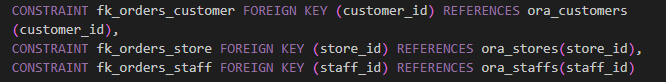 CONSTRAINT fk_orders_customer FOREIGN KEY (customer_id) REFERENCES ora_customers
(customer_id),
CONSTRAINT fk_orders_store FOREIGN KEY (store_id) REFERENCES ora_stores(store_id),
CONSTRAINT fk_orders_staff FOREIGN KEY (staff_id) REFERENCES ora_staffs(staff_id)